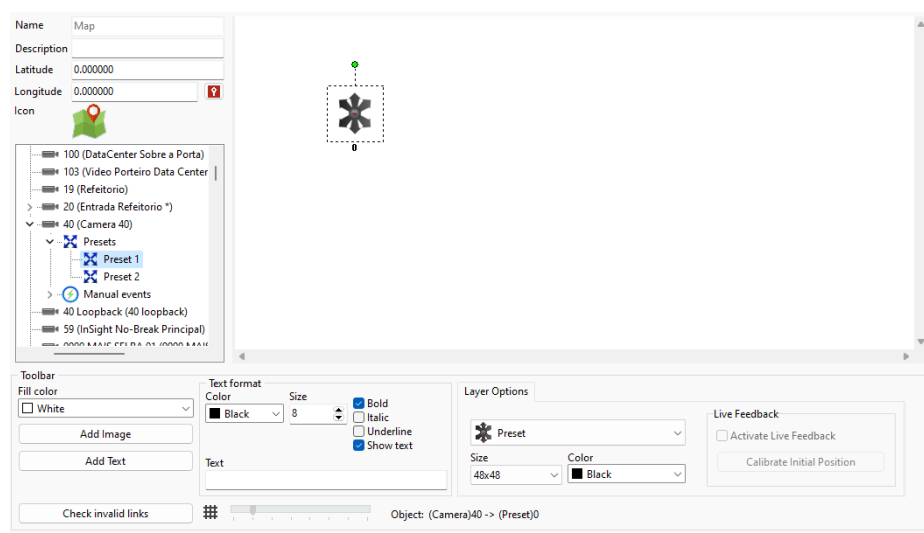 Name Map
Description
Latitude 0.000000
Longitude 0.000000
Icon
100 (DataCenter Sobre a Porta)
103 (Video Porteiro Data Center
19 (Refeitorio)
20 (Entrada Refeitorio *)
40 (Camera 40)
Presets
Preset 1
Preset 2
Manual events
40 Loopback (40 loopback)
59 (InSight No-Break Principal)
0
Toolbar
Fill color
White
Add Image
Add Text
Check invalid links
Text format
Color Size
Black 8
Bold
Italic
Underline
Show text
Text
Layer Options
Preset
Size Color
48x48 Black
Live Feedback
Activate Live Feedback
Calibrate Initial Position
Object: (Camera)40 -> (Preset)0